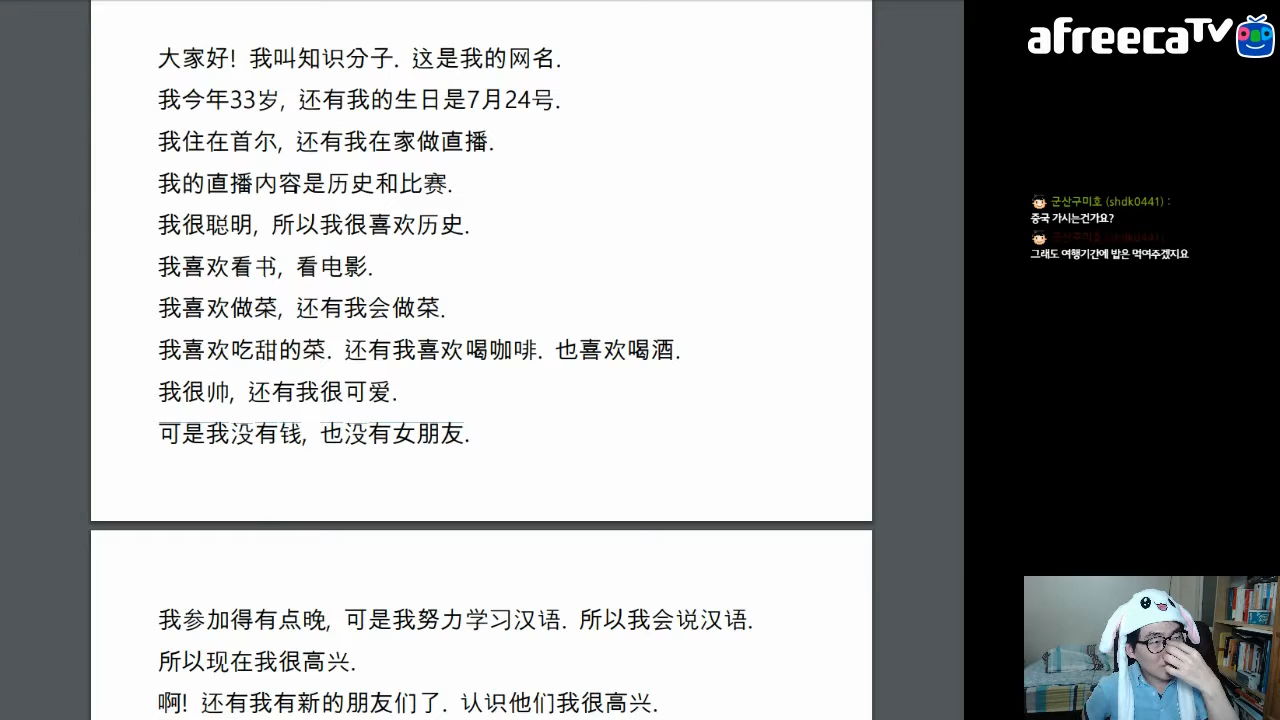 大家好! 我叫知识分子. 这是我的网名.
我今年33岁, 还有我的生日是7月24号.
我住在首尔, 还有我在家做直播.
我的直播内容是历史和比赛.
我很聪明, 所以我很喜欢历史.
我喜欢看书, 看电影.
我喜欢做菜, 还有我会做菜.
我喜欢吃甜的菜. 还有我喜欢喝咖啡. 也喜欢喝酒.
我很帅, 还有我很可爱.
可是我没有钱, 也没有女朋友.
我参加得有点晚, 可是我努力学习汉语. 所以我会说汉语.
所以现在我很高兴.
啊! 还有我有新的朋友们了. 认识他们我很高兴.
afreecaTV
군산구미호 (shdk0441) :
중국 가시는건가요?
군산구미호 (shdk0441) :
그래도 여행기간에 밥은 먹여주겠지요